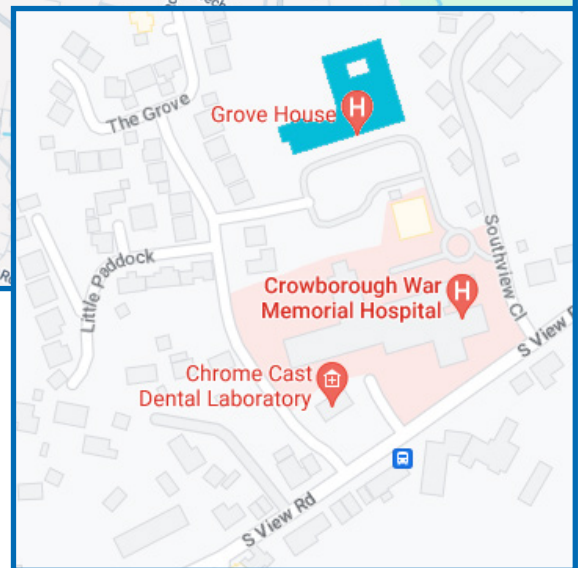 The Grove
Grove House
H
Southview Cl
Little Paddock
Crowborough War
Memorial Hospital
H
S View R
Chrome Cast
Dental Laboratory
S View Rd